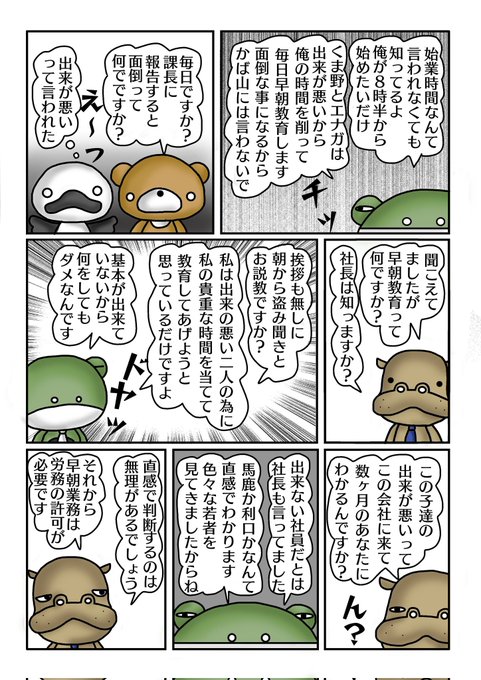 始業時間なんて
言われなくても
知ってるよ
俺が8時半から
始めたいだけ
くま野とエナガは
出来が悪いから
俺の時間を削って
毎日早朝教育します
面倒な事になるから
かば山には言わないで
チッ
毎日ですか?
課長に
報告すると
面倒って
何でですか?
え〜
出来が悪い
って言われた
聞こえて
ましたが
早朝教育って
何ですか?
社長は知ってますか?
挨拶も無しに
朝から盗み聞きと
お説教ですか?
私は出来の悪い二人の為に
私の貴重な時間を当てて
教育してあげようと
思っているだけですよ
ドヤッ
基本が出来て
いないから
何をしても
ダメなんです
この子達の
出来が悪いって
この会社に来て
数ヶ月のあなたに
わかるんですか?
ん?
出来ない社員だとは
社長も言ってました
馬鹿か利口かなんて
直感でわかります
色々な若者を
見てきましたからね
直感で判断するのは
無理があるでしょう
それから
早朝業務は
労務の許可が
必要です